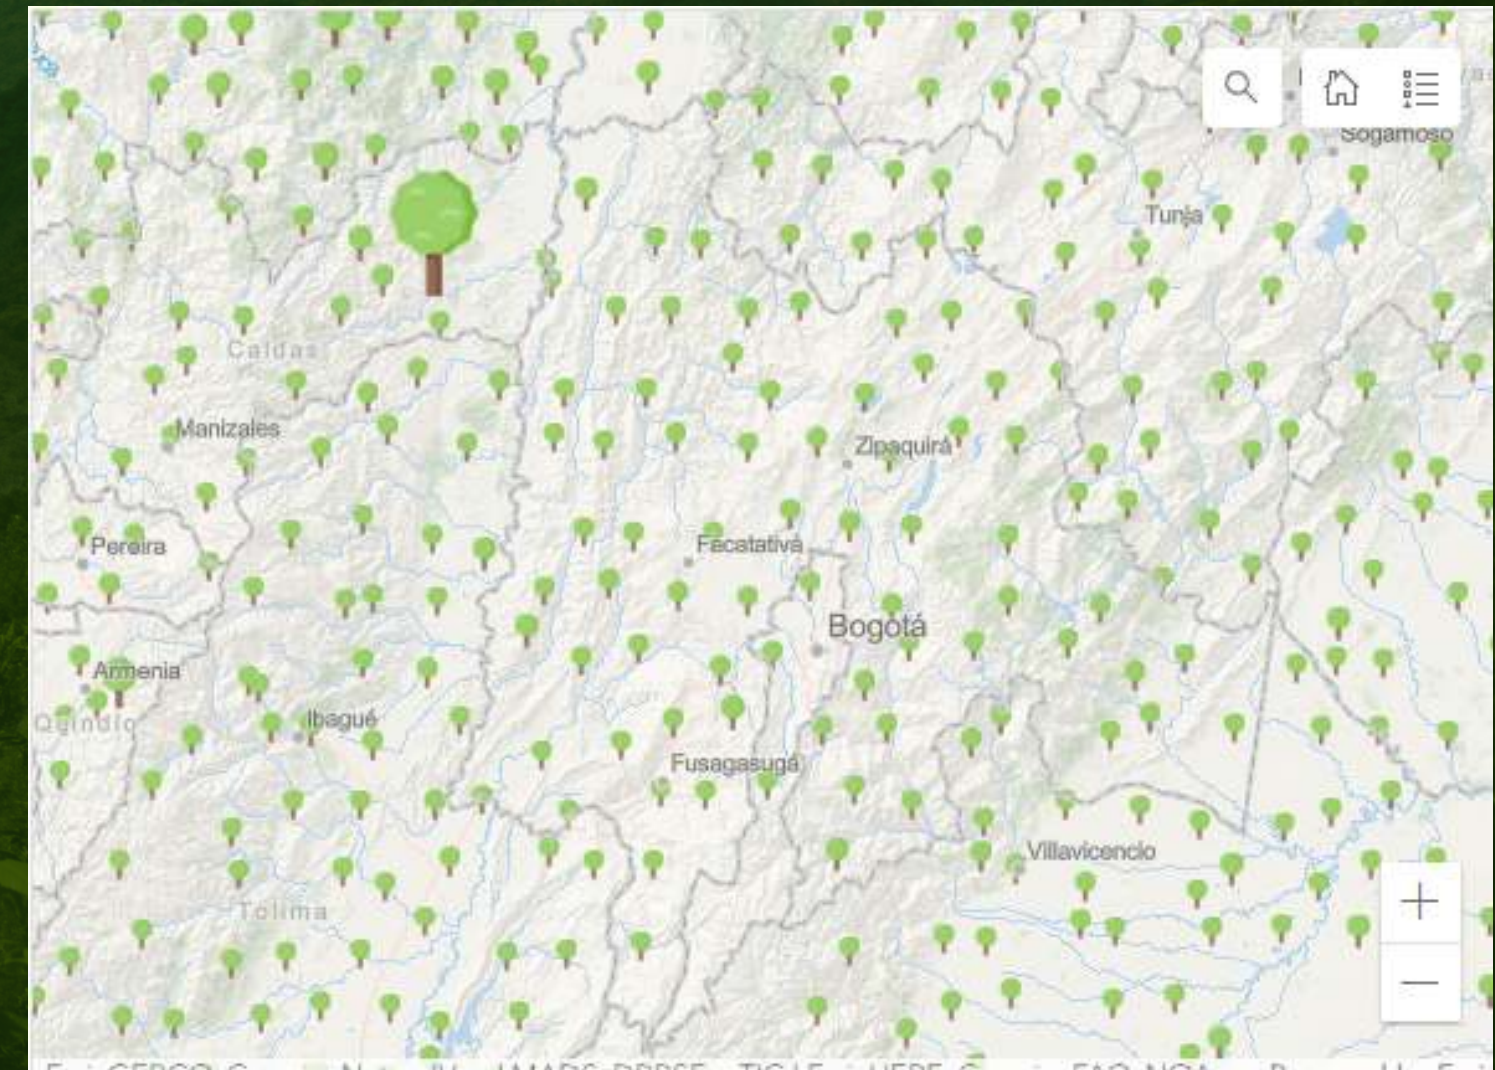 Sogamoso
Tunja
Caldas
Manizales
Zipaquirá
Pereira
Facatativá
Bogotá
Armenia
Quindío
Ibagué
Fusagasugá
Villavicencio
Tolima